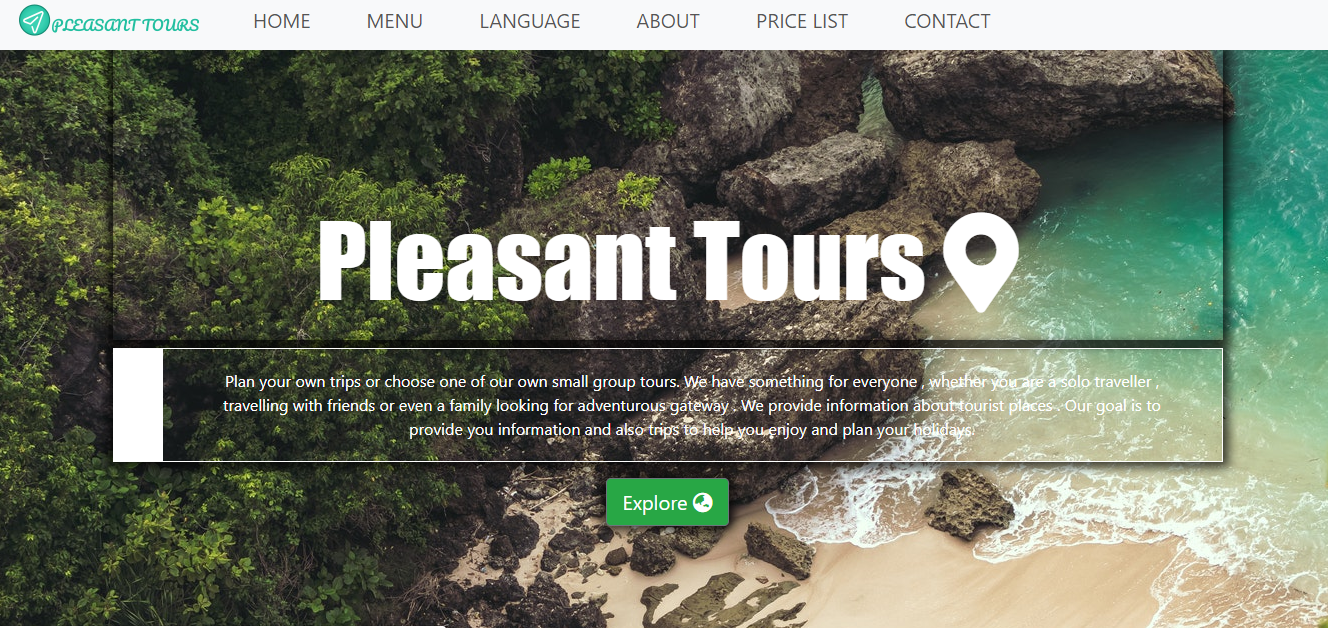 PLEASANT TOURS HOME MENU LANGUAGE ABOUT PRICE LIST CONTACT
Pleasant Tours
Plan your own trips or choose one of our own small group tours. We have something for everyone , whether you are a solo traveller ,
travelling with friends or even a family looking for adventurous gateway . We provide information about tourist places . Our goal is to
provide you information and also trips to help you enjoy and plan your holidays.
Explore